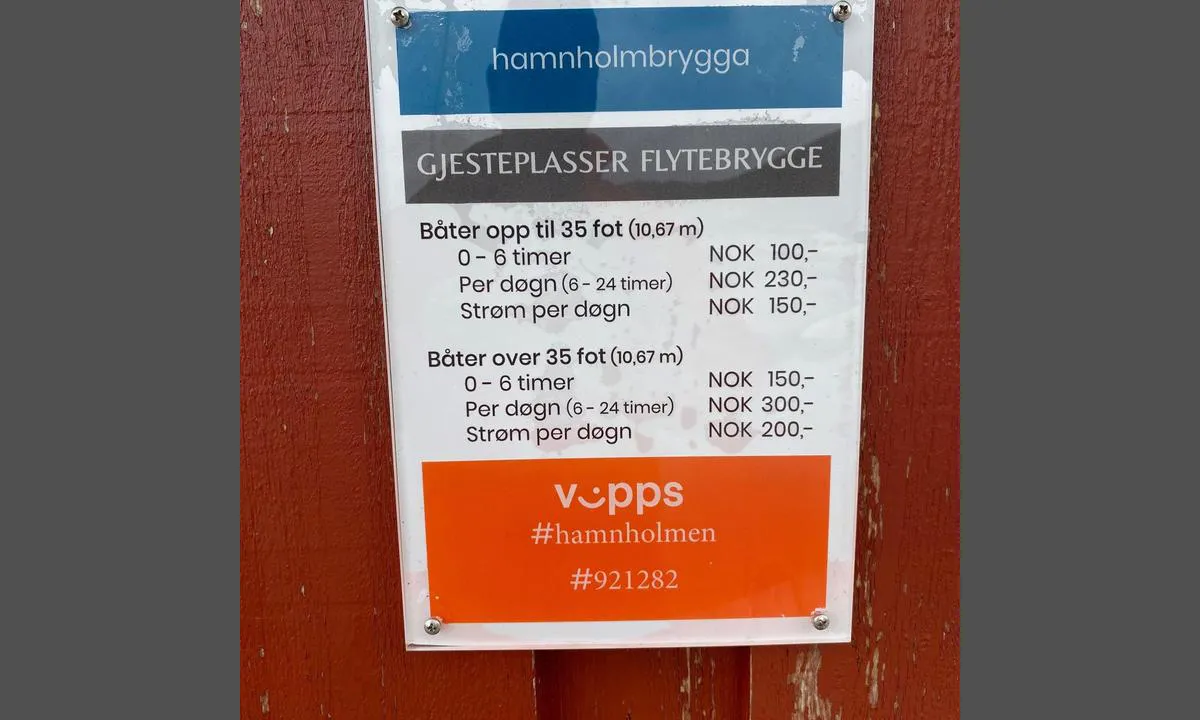 hamnholmbrygga
GJESTEPLASSER FLYTEBRYGGE
Båter opp til 35 fot (10,67 m)
0 - 6 timer NOK 100,-
Per døgn (6 - 24 timer) NOK 230,-
Strøm per døgn NOK 150,-
Båter over 35 fot (10,67 m)
0 - 6 timer NOK 150,-
Per døgn (6 - 24 timer) NOK 300,-
Strøm per døgn NOK 200,-
vipps
#hamnholmen
#921282